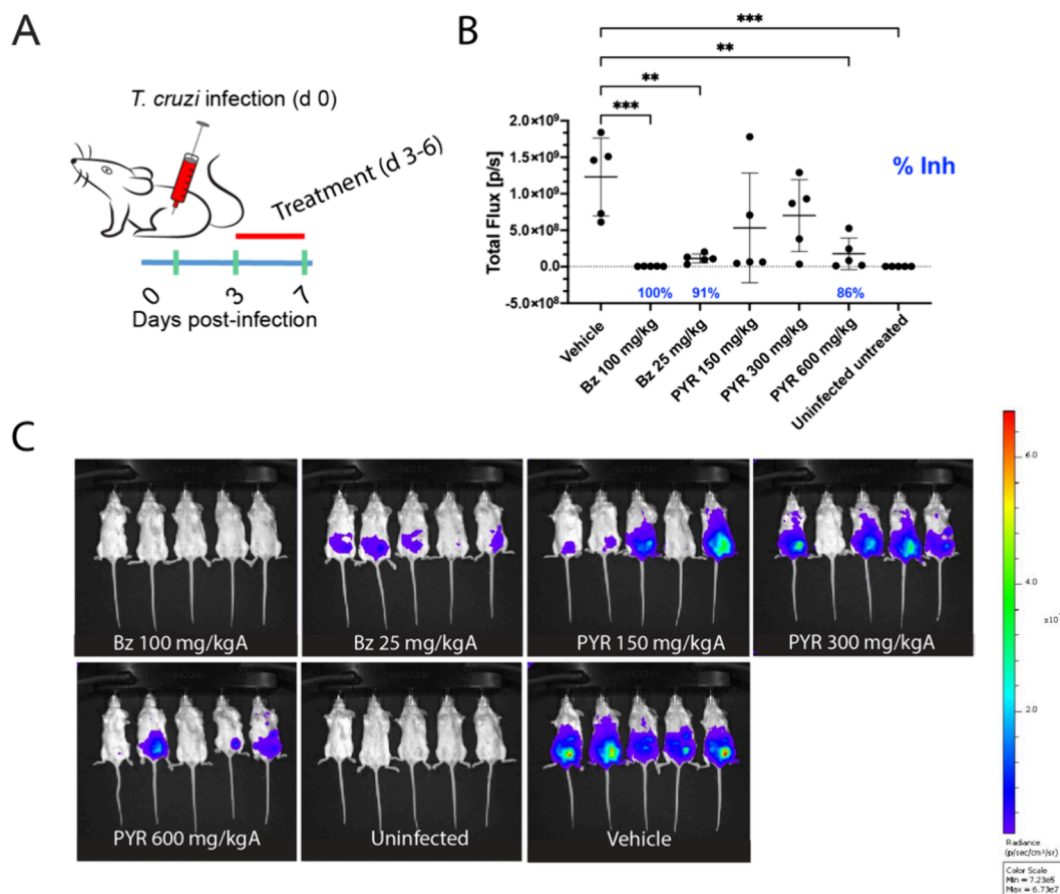 A
T. cruzi infection (d 0)
Treatment (d 3-6)
0 3 7
Days post-infection
B
***
**
**
***
Total Flux [p/s]
2.0×10⁹
1.5×10⁹
1.0×10⁹
5.0×10⁸
0.0
-5.0×10⁸
% Inh
100% 91% 86%
Vehicle
Bz 100 mg/kg
Bz 25 mg/kg
PYR 150 mg/kg
PYR 300 mg/kg
PYR 600 mg/kg
Uninfected untreated
C
Bz 100 mg/kgA
Bz 25 mg/kgA
PYR 150 mg/kgA
PYR 300 mg/kgA
PYR 600 mg/kgA
Uninfected
Vehicle
6.0
2.0
Radiance
(p/sec/cm²/sr)
Color Scale
Min = 7.23e5
Max = 6.73e7